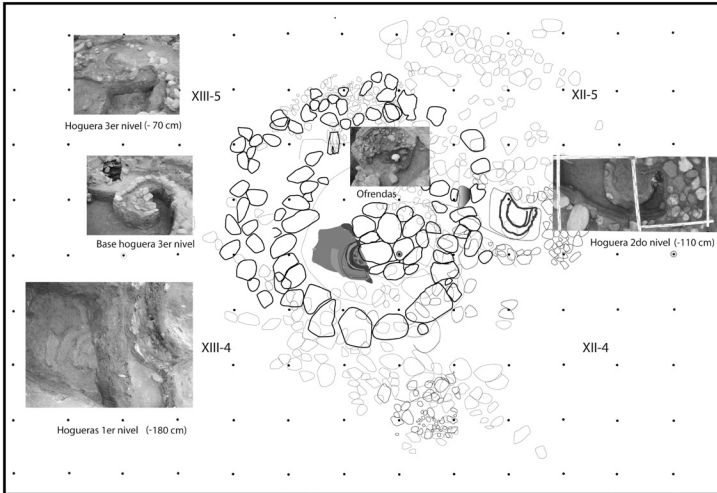 XIII-5
XII-5
Hoguera 3er nivel (- 70 cm)
Ofrendas
Base hoguera 3er nivel
Hoguera 2do nivel (-110 cm)
XIII-4
XII-4
Hogueras 1er nivel (-180 cm)